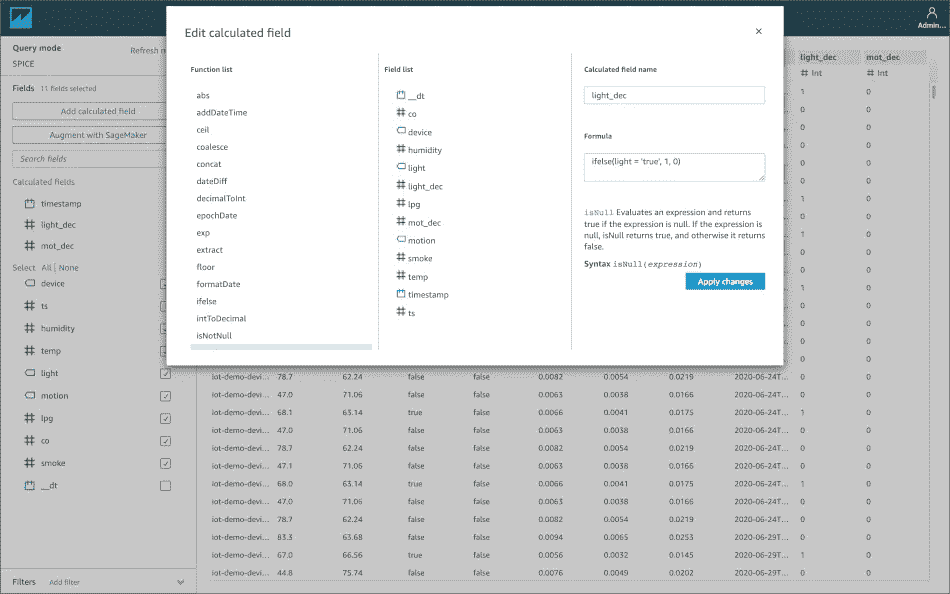 Admin...
Query mode
Refresh n
SPICE
Fields 11 fields selected
Add calculated field
Augment with SageMaker
Search fields
Calculated fields
timestamp
light_dec
mot_dec
Select All | None
device
ts
humidity
temp
light
motion
lpg
co
smoke
__dt
Filters Add filter
Edit calculated field
Function list
abs
addDateTime
ceil
coalesce
concat
dateDiff
decimalToInt
epochDate
exp
extract
floor
formatDate
ifelse
intToDecimal
isNotNull
Field list
__dt
co
device
humidity
light
light_dec
lpg
mot_dec
motion
smoke
temp
timestamp
ts
Calculated field name
light_dec
Formula
ifelse(light = 'true', 1, 0)
isNull Evaluates an expression and returns
true if the expression is null. If the expression is
null, isNull returns true, and otherwise it returns
false.
Syntax isNull(expression)
Apply changes
light_dec mot_dec
Int Int
1 0
0 0
0 0
0 0
0 0
0 0
1 0
0 0
1 0
0 0
0 0
1 0
0 0
0 0
0 0
0 0
iot-demo-devi... 78.7 62.24 false false 0.0082 0.0054 0.0219 2020-06-24T... 0 0
iot-demo-devi... 47.0 71.06 false false 0.0063 0.0038 0.0166 2020-06-24T... 0 0
iot-demo-devi... 68.1 63.14 true false 0.0066 0.0041 0.0175 2020-06-24T... 1 0
iot-demo-devi... 47.0 71.06 false false 0.0063 0.0038 0.0166 2020-06-24T... 0 0
iot-demo-devi... 78.7 62.24 false false 0.0082 0.0054 0.0219 2020-06-24T... 0 0
iot-demo-devi... 47.1 71.06 false false 0.0063 0.0038 0.0166 2020-06-24T... 0 0
iot-demo-devi... 68.0 63.14 true false 0.0066 0.0041 0.0175 2020-06-24T... 1 0
iot-demo-devi... 47.0 71.06 false false 0.0063 0.0038 0.0166 2020-06-24T... 0 0
iot-demo-devi... 78.7 62.24 false false 0.0082 0.0054 0.0219 2020-06-24T... 0 0
iot-demo-devi... 83.3 63.68 false false 0.0094 0.0065 0.0253 2020-06-29T... 0 0
iot-demo-devi... 67.0 66.56 true false 0.0056 0.0032 0.0145 2020-06-29T... 1 0
iot-demo-devi... 44.8 75.74 false false 0.0076 0.0049 0.0202 2020-06-29T... 0 0